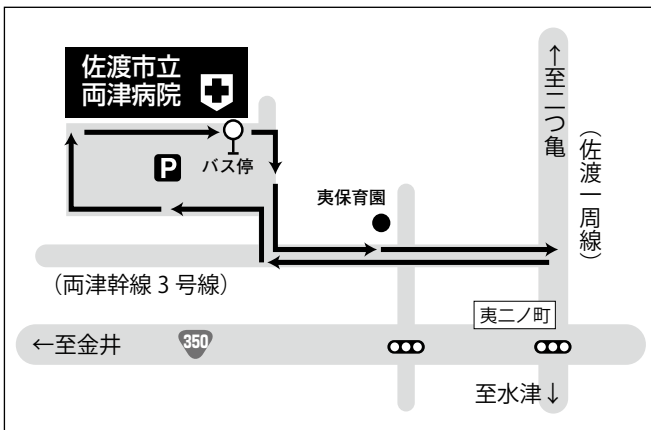 佐渡市立
両津病院
P
バス停
夷保育園
↑至二つ亀
（佐渡一周線）
（両津幹線 3 号線）
夷二ノ町
←至金井
350
至水津↓